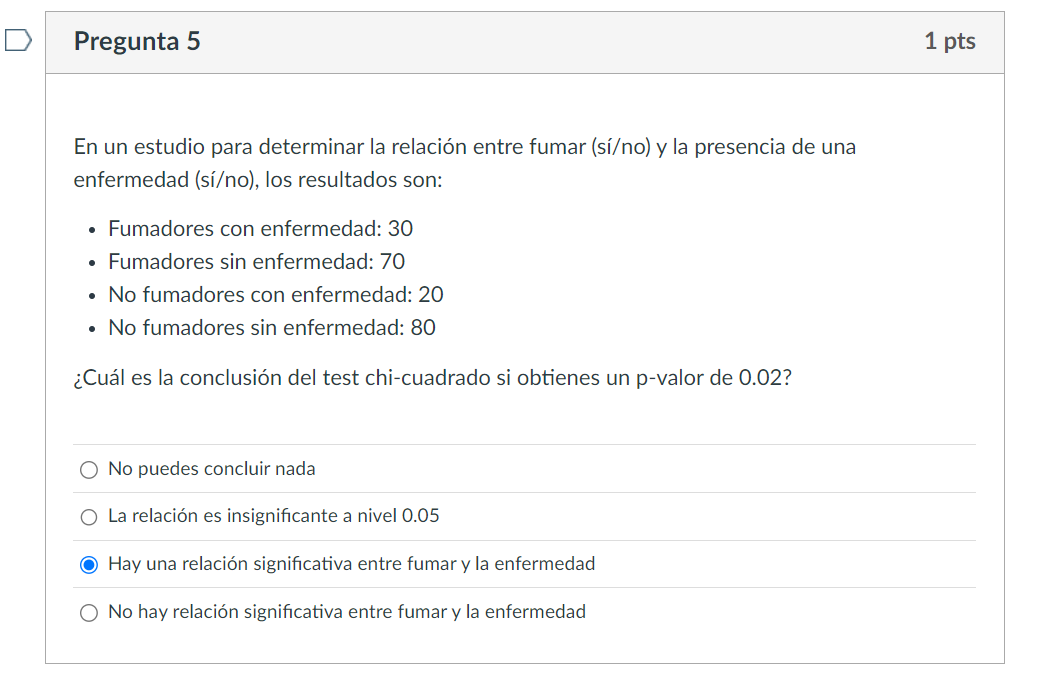 Pregunta 5
1 pts
En un estudio para determinar la relación entre fumar (sí/no) y la presencia de una
enfermedad (sí/no), los resultados son:
• Fumadores con enfermedad: 30
• Fumadores sin enfermedad: 70
• No fumadores con enfermedad: 20
• No fumadores sin enfermedad: 80
¿Cuál es la conclusión del test chi-cuadrado si obtienes un p-valor de 0.02?
No puedes concluir nada
La relación es insignificante a nivel 0.05
Hay una relación significativa entre fumar y la enfermedad
No hay relación significativa entre fumar y la enfermedad